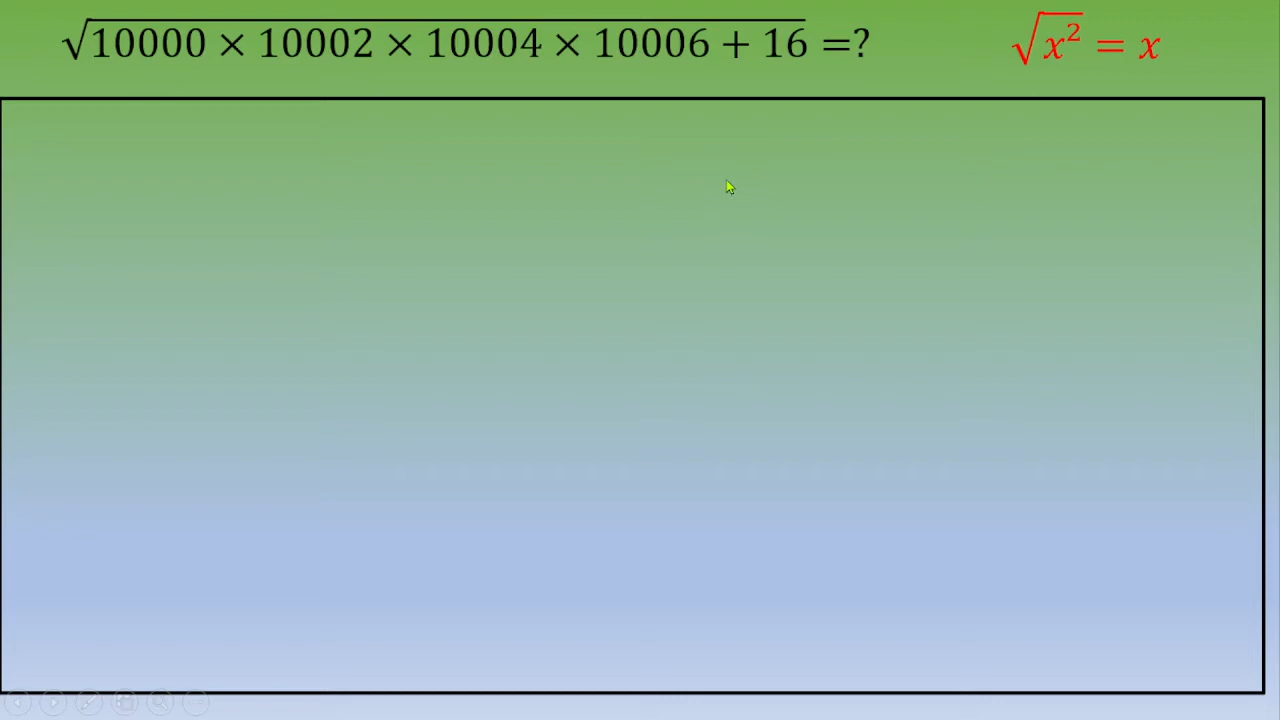 √10000 × 10002 × 10004 × 10006 + 16 =?
√x² = x